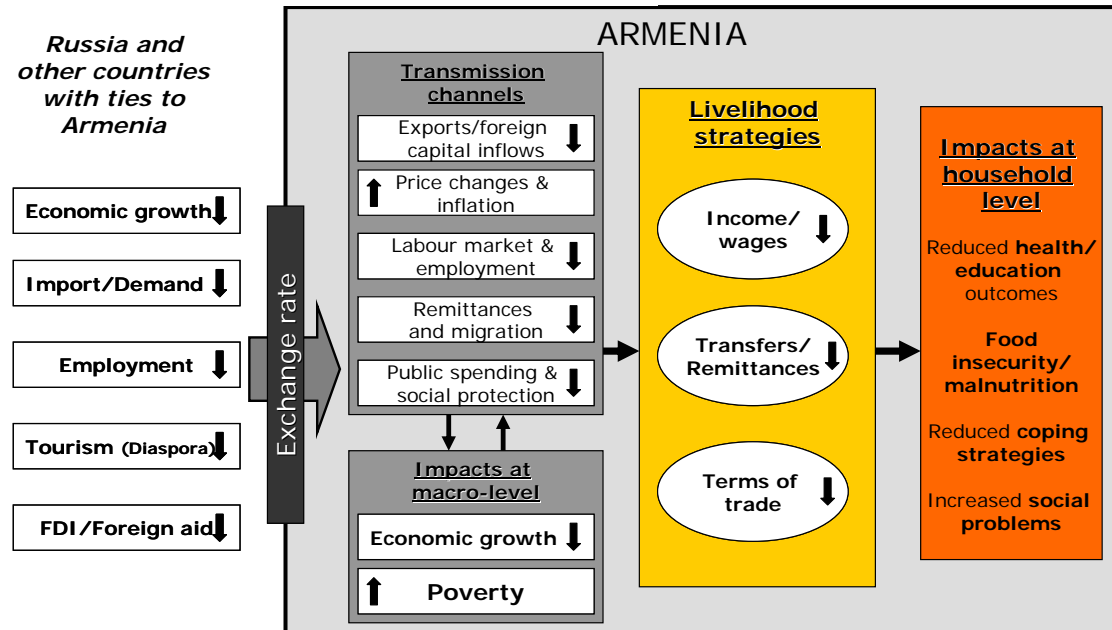 Russia and
other countries
with ties to
Armenia
Economic growth
Import/Demand
Employment
Tourism (Diaspora)
FDI/Foreign aid
Exchange rate
ARMENIA
Transmission
channels
Exports/foreign
capital inflows
Price changes &
inflation
Labour market &
employment
Remittances
and migration
Public spending &
social protection
Impacts at
macro-level
Economic growth
Poverty
Livelihood
strategies
Income/
wages
Transfers/
Remittances
Terms of
trade
Impacts at
household
level
Reduced health/
education
outcomes
Food
insecurity/
malnutrition
Reduced coping
strategies
Increased social
problems